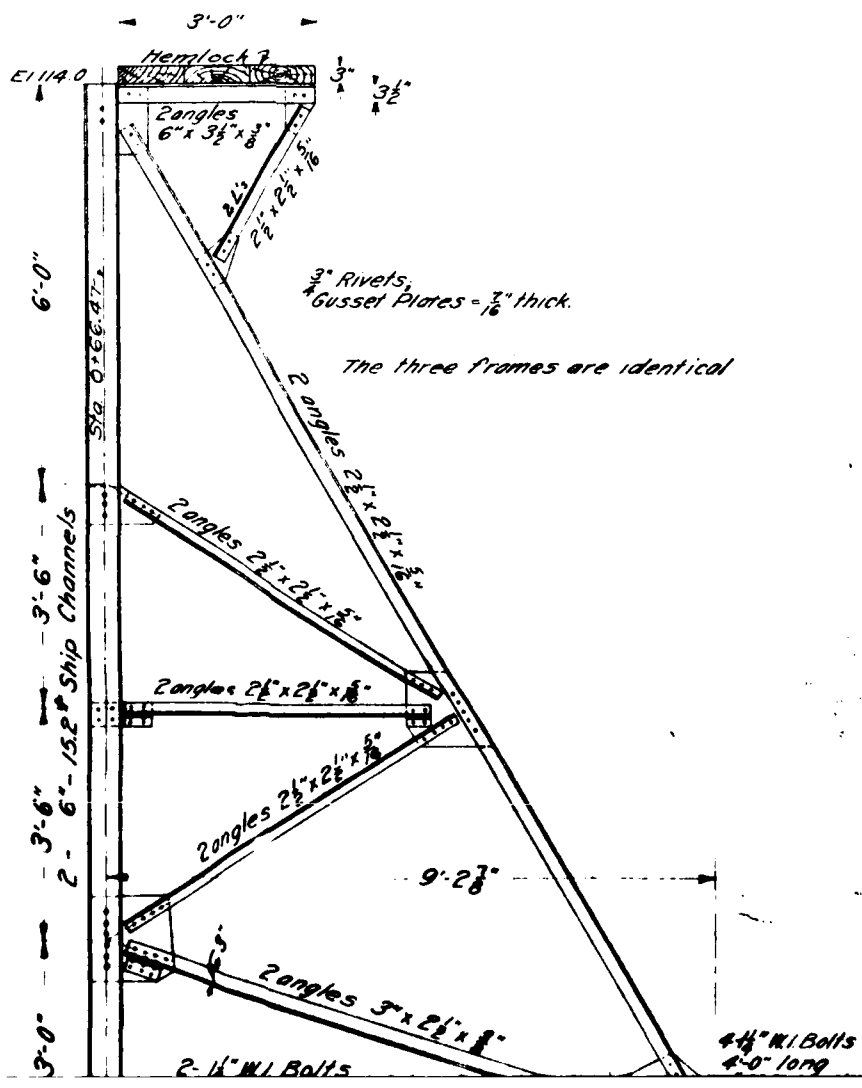 3'-0"
Hemlock
El 114.0
3"
3½"
2 angles
6" x 3½" x ⅜"
2 L's
2½" x 2½" x 5/16"
6'-0"
Sta. 0+66.47
¾" Rivets,
Gusset Plates = 7/16" thick.
The three frames are identical
2 angles 2½" x 2½" x 5/16"
3'-6"
2 angles 2½" x 2½" x 5/16"
2 - 6" - 15.2# Ship Channels
2 angles 2½" x 2½" x 5/16"
2 angles 2½" x 2½" x 5/16"
3'-6"
9'-2⅞"
3"
2 angles 3" x 2½" x
3'-0"
2 - 1¼" W.I. Bolts
4-1¼" W.I. Bolts
4'-0" long